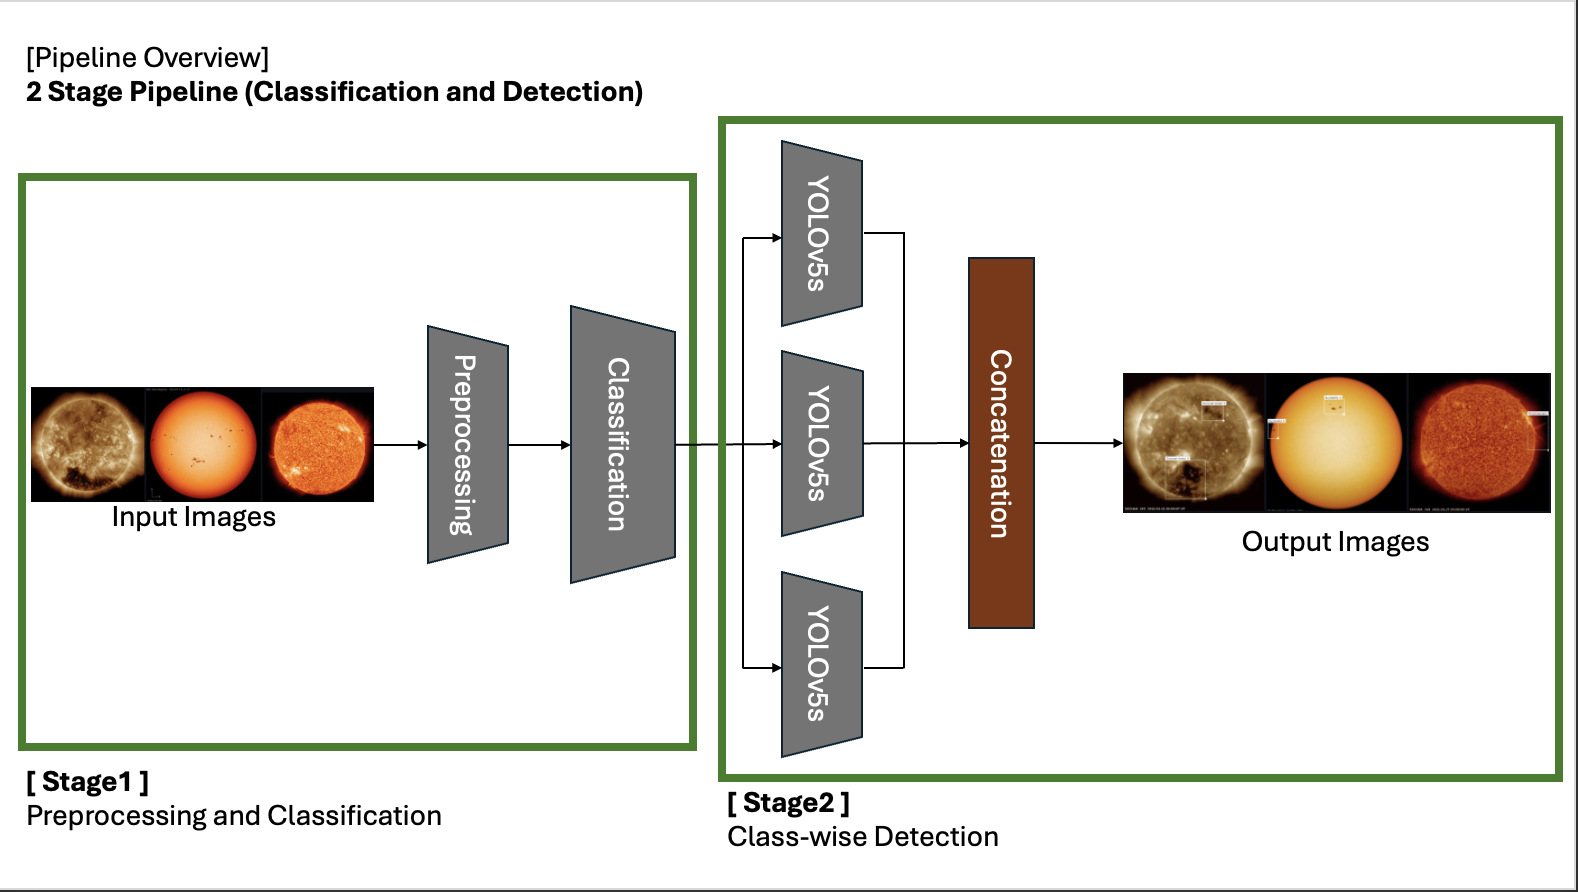 [Pipeline Overview]
2 Stage Pipeline (Classification and Detection)
Input Images
Preprocessing
Classification
YOLOv5s
YOLOv5s
YOLOv5s
Concatenation
Output Images
[ Stage1 ]
Preprocessing and Classification
[ Stage2 ]
Class-wise Detection